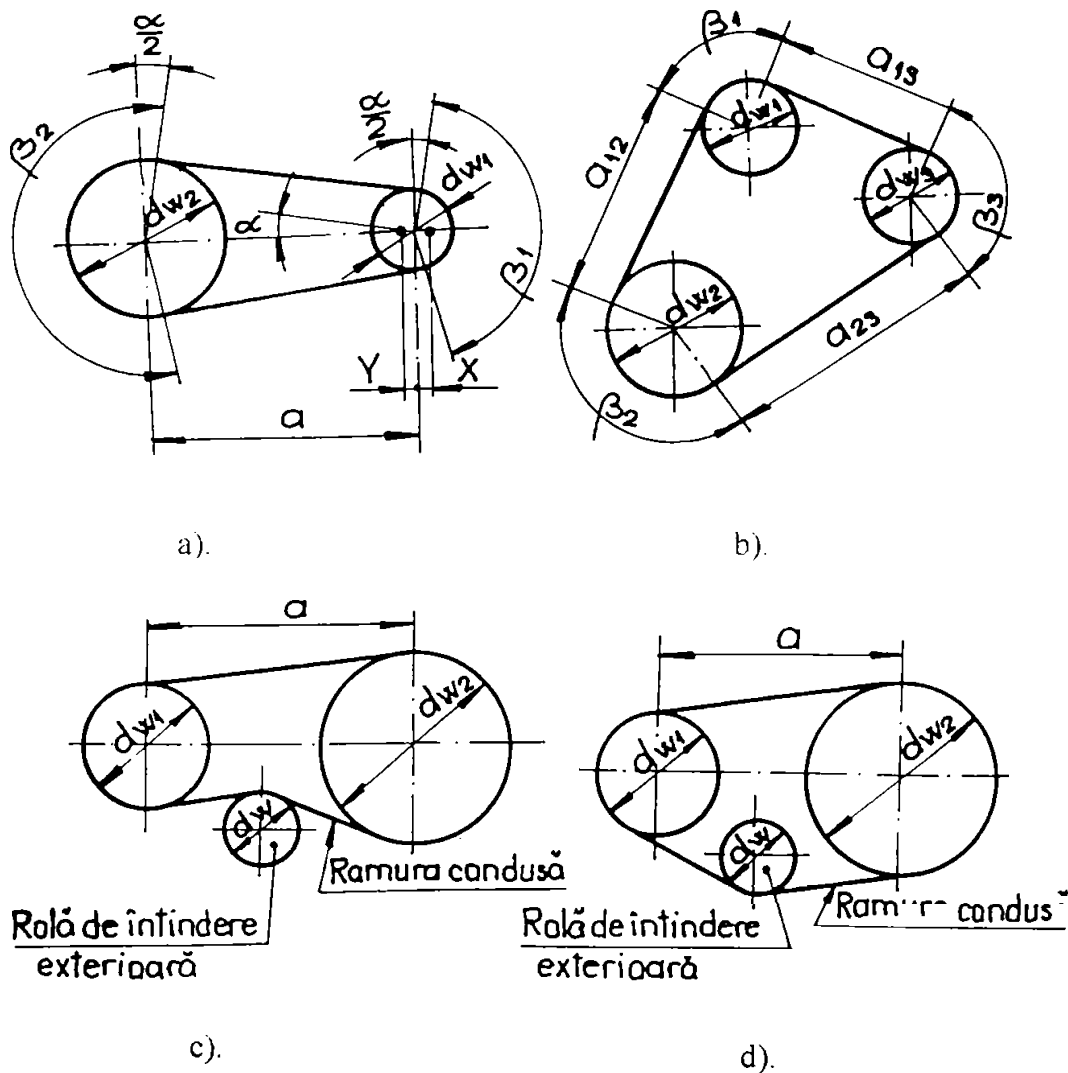 α/2
β2
dw2
α
α/2
dw1
β1
Y
X
a
a).
β1
a13
dw1
a12
dw3
β3
dw2
a23
β2
b).
a
dw1
dw2
dw
Ramura condusă
Rolă de întindere
exterioară
c).
a
dw1
dw2
dw
Rolă de întindere
exterioară
d).